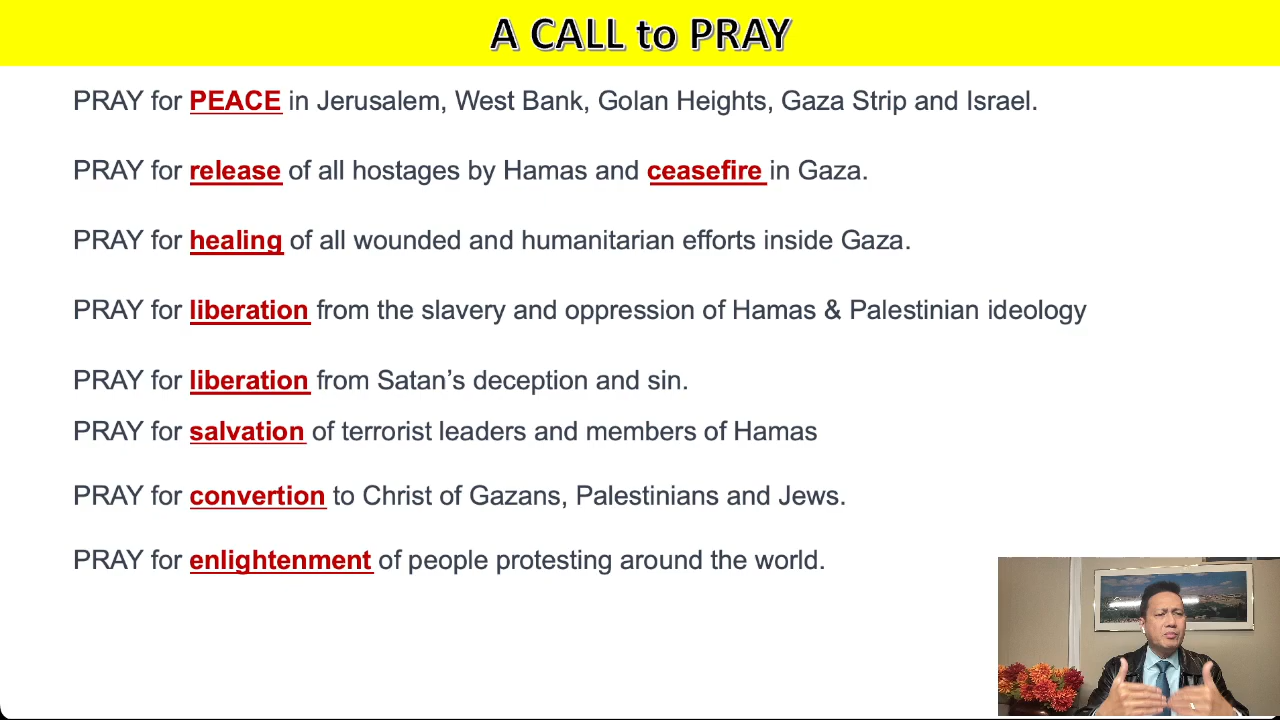 A CALL to PRAY
PRAY for PEACE in Jerusalem, West Bank, Golan Heights, Gaza Strip and Israel.
PRAY for release of all hostages by Hamas and ceasefire in Gaza.
PRAY for healing of all wounded and humanitarian efforts inside Gaza.
PRAY for liberation from the slavery and oppression of Hamas & Palestinian ideology
PRAY for liberation from Satan’s deception and sin.
PRAY for salvation of terrorist leaders and members of Hamas
PRAY for convertion to Christ of Gazans, Palestinians and Jews.
PRAY for enlightenment of people protesting around the world.